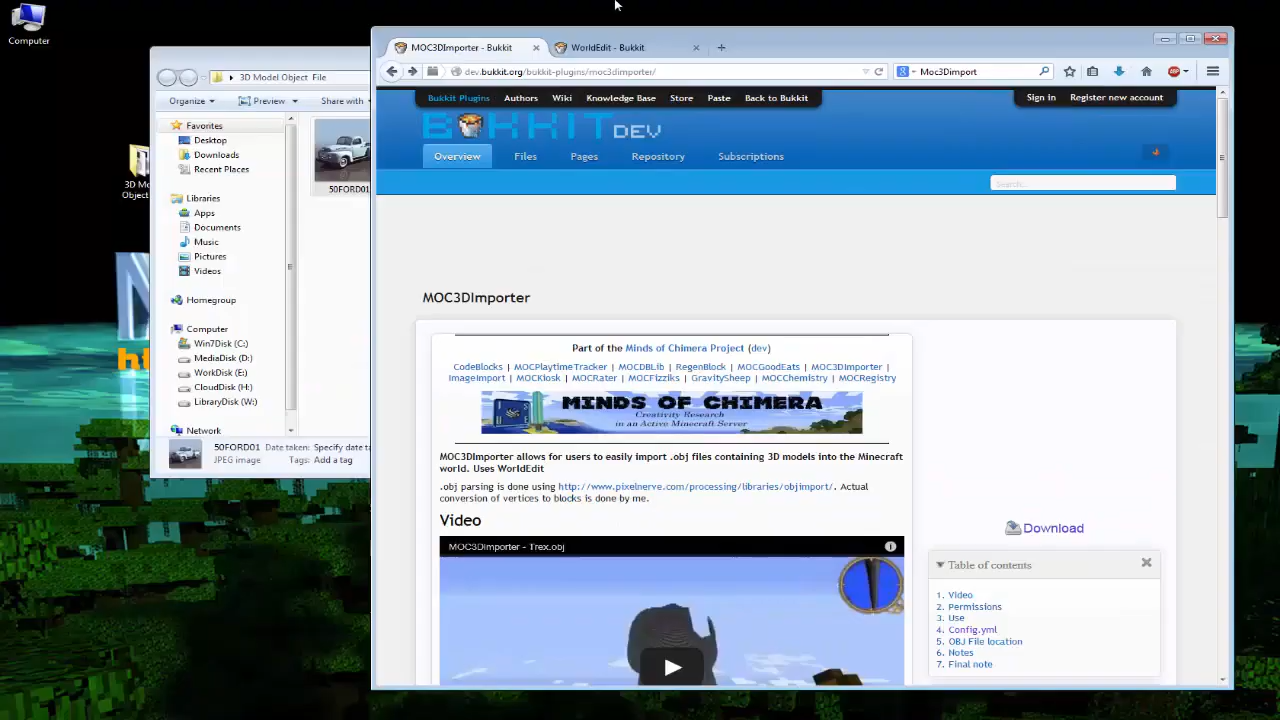 Computer
3D Mo
Object
h
3D Model Object File
Organize
Preview
Share with
Favorites
Desktop
Downloads
Recent Places
Libraries
Apps
Documents
Music
Pictures
Videos
Homegroup
Computer
Win7Disk (C:)
MediaDisk (D:)
WorkDisk (E:)
CloudDisk (H:)
LibraryDisk (W:)
Network
50FORD01
50FORD01 Date taken: Specify date ta
JPEG image Tags: Add a tag
MOC3DImporter - Bukkit
WorldEdit - Bukkit
dev.bukkit.org/bukkit-plugins/moc3dimporter/
Moc3Dimport
Bukkit Plugins Authors Wiki Knowledge Base Store Paste Back to Bukkit
Sign in Register new account
BUKKIT DEV
Overview Files Pages Repository Subscriptions
Search...
MOC3DImporter
Part of the Minds of Chimera Project (dev)
CodeBlocks | MOCPlaytimeTracker | MOCDBLib | RegenBlock | MOCGoodEats | MOC3DImporter |
ImageImport | MOCKiosk | MOCRater | MOCFizziks | GravitySheep | MOCChemistry | MOCRegistry
MINDS OF CHIMERA
Creativity Research
in an Active Minecraft Server
MOC3DImporter allows for users to easily import .obj files containing 3D models into the Minecraft
world. Uses WorldEdit
.obj parsing is done using http://www.pixelnerve.com/processing/libraries/objimport/. Actual
conversion of vertices to blocks is done by me.
Video
MOC3DImporter - Trex.obj
Download
Table of contents
1. Video
2. Permissions
3. Use
4. Config.yml
5. OBJ File location
6. Notes
7. Final note